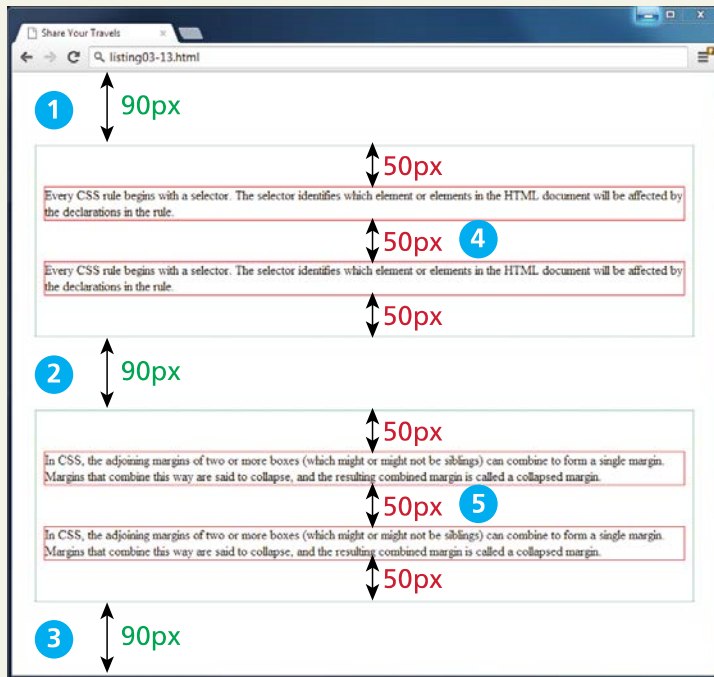 Share Your Travels
listing03-13.html
1
90px
50px
Every CSS rule begins with a selector. The selector identifies which element or elements in the HTML document will be affected by
the declarations in the rule.
50px
4
Every CSS rule begins with a selector. The selector identifies which element or elements in the HTML document will be affected by
the declarations in the rule.
50px
2
90px
50px
In CSS, the adjoining margins of two or more boxes (which might or might not be siblings) can combine to form a single margin.
Margins that combine this way are said to collapse, and the resulting combined margin is called a collapsed margin.
50px
5
In CSS, the adjoining margins of two or more boxes (which might or might not be siblings) can combine to form a single margin.
Margins that combine this way are said to collapse, and the resulting combined margin is called a collapsed margin.
50px
3
90px